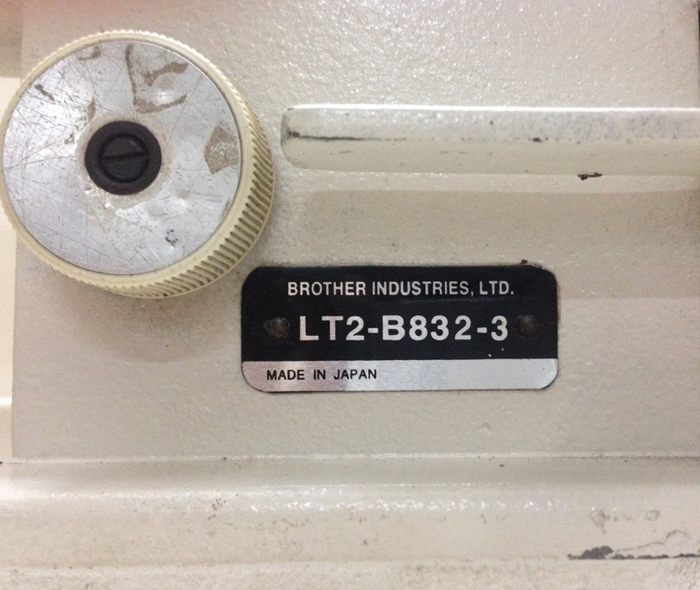 BROTHER INDUSTRIES, LTD.
LT2-B832-3
MADE IN JAPAN